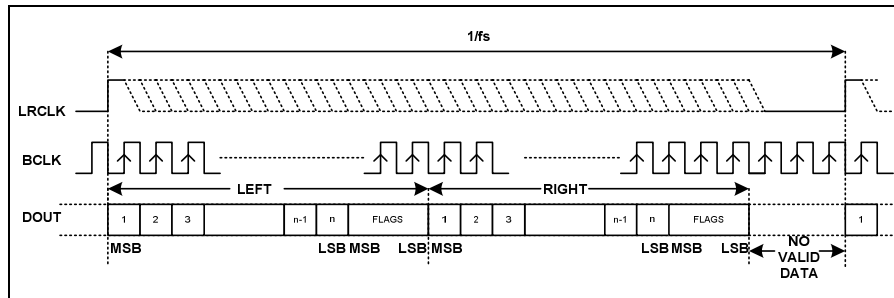 1/fs
LRCLK
BCLK
LEFT RIGHT
DOUT 1 2 3 n-1 n FLAGS 1 2 3 n-1 n FLAGS 1
MSB LSB MSB LSB MSB LSB MSB LSB NO
VALID
DATA